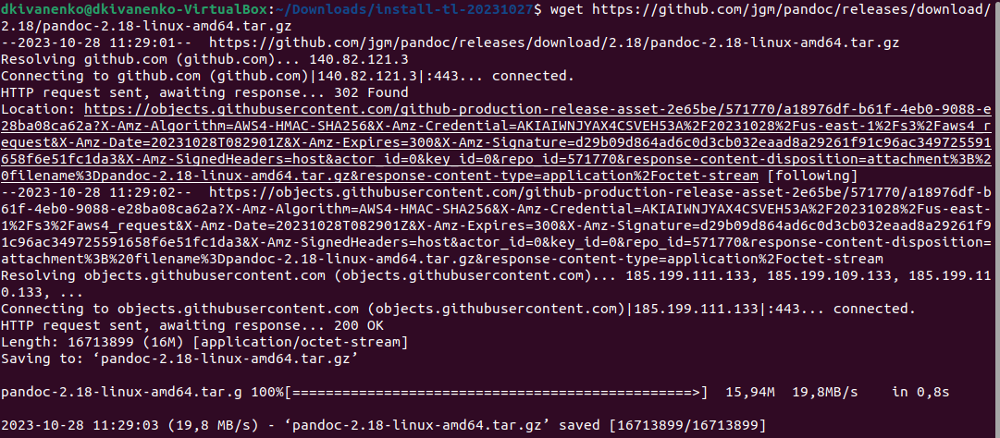 dkivanenko@dkivanenko-VirtualBox:~/Downloads/install-tl-20231027$ wget https://github.com/jgm/pandoc/releases/download/
2.18/pandoc-2.18-linux-amd64.tar.gz
--2023-10-28 11:29:01--  https://github.com/jgm/pandoc/releases/download/2.18/pandoc-2.18-linux-amd64.tar.gz
Resolving github.com (github.com)... 140.82.121.3
Connecting to github.com (github.com)|140.82.121.3|:443... connected.
HTTP request sent, awaiting response... 302 Found
Location: https://objects.githubusercontent.com/github-production-release-asset-2e65be/571770/a18976df-b61f-4eb0-9088-e
28ba08ca62a?X-Amz-Algorithm=AWS4-HMAC-SHA256&X-Amz-Credential=AKIAIWNJYAX4CSVEH53A%2F20231028%2Fus-east-1%2Fs3%2Faws4_r
equest&X-Amz-Date=20231028T082901Z&X-Amz-Expires=300&X-Amz-Signature=d29b09d864ad6c0d3cb032eaad8a29261f91c96ac349725591
658f6e51fc1da3&X-Amz-SignedHeaders=host&actor_id=0&key_id=0&repo_id=571770&response-content-disposition=attachment%3B%2
0filename%3Dpandoc-2.18-linux-amd64.tar.gz&response-content-type=application%2Foctet-stream [following]
--2023-10-28 11:29:02--  https://objects.githubusercontent.com/github-production-release-asset-2e65be/571770/a18976df-b
61f-4eb0-9088-e28ba08ca62a?X-Amz-Algorithm=AWS4-HMAC-SHA256&X-Amz-Credential=AKIAIWNJYAX4CSVEH53A%2F20231028%2Fus-east-
1%2Fs3%2Faws4_request&X-Amz-Date=20231028T082901Z&X-Amz-Expires=300&X-Amz-Signature=d29b09d864ad6c0d3cb032eaad8a29261f9
1c96ac349725591658f6e51fc1da3&X-Amz-SignedHeaders=host&actor_id=0&key_id=0&repo_id=571770&response-content-disposition=
attachment%3B%20filename%3Dpandoc-2.18-linux-amd64.tar.gz&response-content-type=application%2Foctet-stream
Resolving objects.githubusercontent.com (objects.githubusercontent.com)... 185.199.111.133, 185.199.109.133, 185.199.11
0.133, ...
Connecting to objects.githubusercontent.com (objects.githubusercontent.com)|185.199.111.133|:443... connected.
HTTP request sent, awaiting response... 200 OK
Length: 16713899 (16M) [application/octet-stream]
Saving to: ‘pandoc-2.18-linux-amd64.tar.gz’
pandoc-2.18-linux-amd64.tar.g 100%[================================================>]  15,94M  19,8MB/s    in 0,8s
2023-10-28 11:29:03 (19,8 MB/s) - ‘pandoc-2.18-linux-amd64.tar.gz’ saved [16713899/16713899]